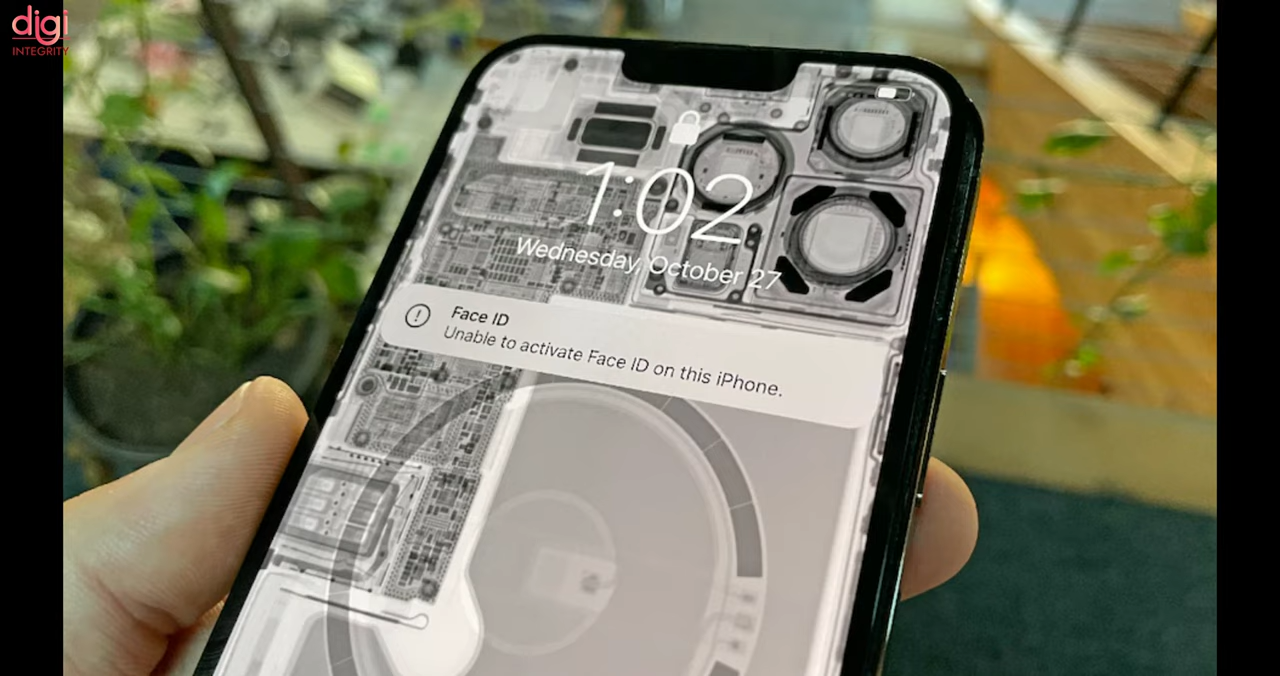 digi
INTEGRITY
1:02
Wednesday, October 27
Face ID
Unable to activate Face ID on this iPhone.